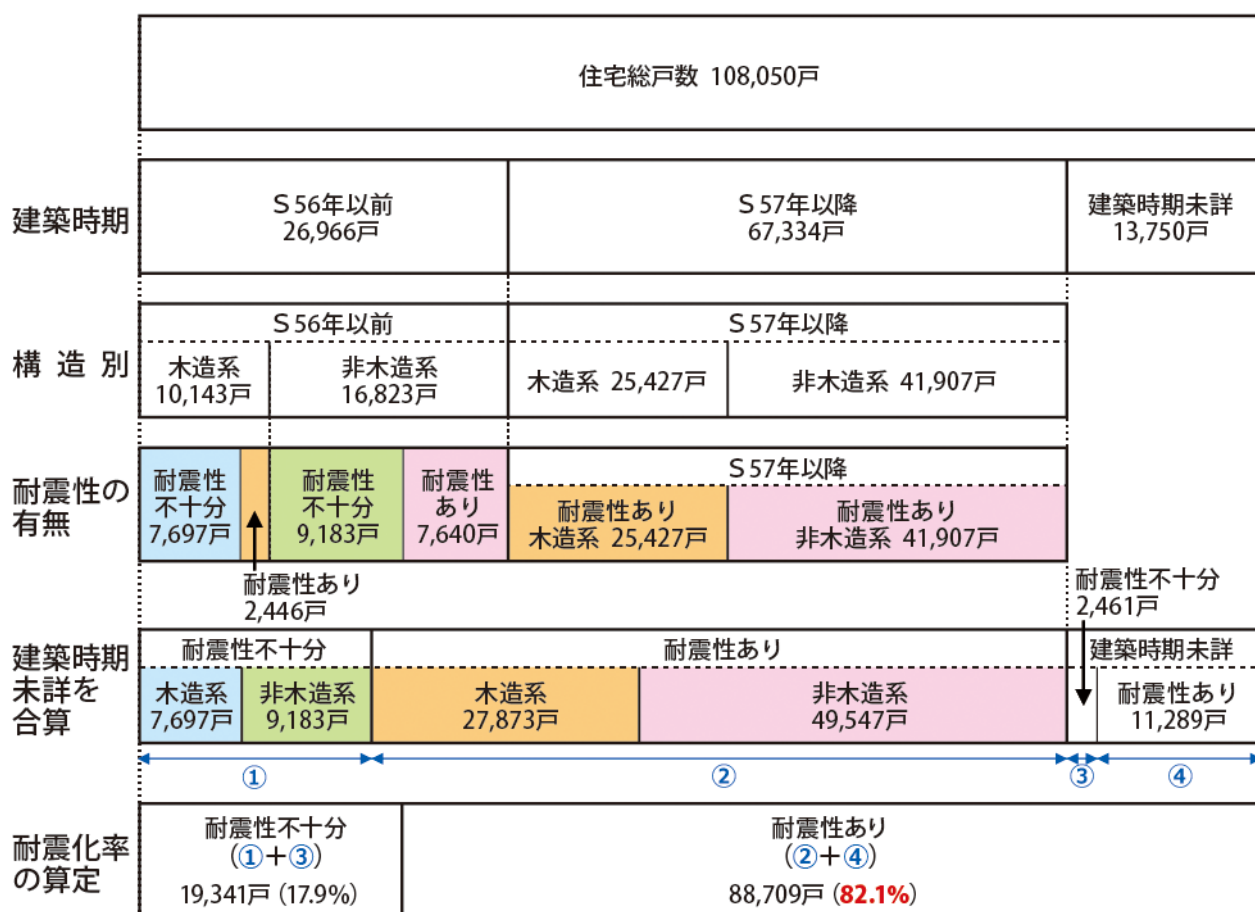 住宅総戸数 108,050戸
建築時期
S56年以前
26,966戸
S57年以降
67,334戸
建築時期未詳
13,750戸
構造別
S56年以前
木造系
10,143戸
非木造系
16,823戸
S57年以降
木造系 25,427戸
非木造系 41,907戸
耐震性の
有無
耐震性
不十分
7,697戸
耐震性
不十分
9,183戸
耐震性
あり
7,640戸
S57年以降
耐震性あり
木造系 25,427戸
耐震性あり
非木造系 41,907戸
耐震性あり
2,446戸
耐震性不十分
2,461戸
建築時期
未詳を
合算
耐震性不十分
木造系
7,697戸
非木造系
9,183戸
耐震性あり
木造系
27,873戸
非木造系
49,547戸
建築時期未詳
耐震性あり
11,289戸
①
②
③
④
耐震化率
の算定
耐震性不十分
(①+③)
19,341戸 (17.9%)
耐震性あり
(②+④)
88,709戸 (82.1%)